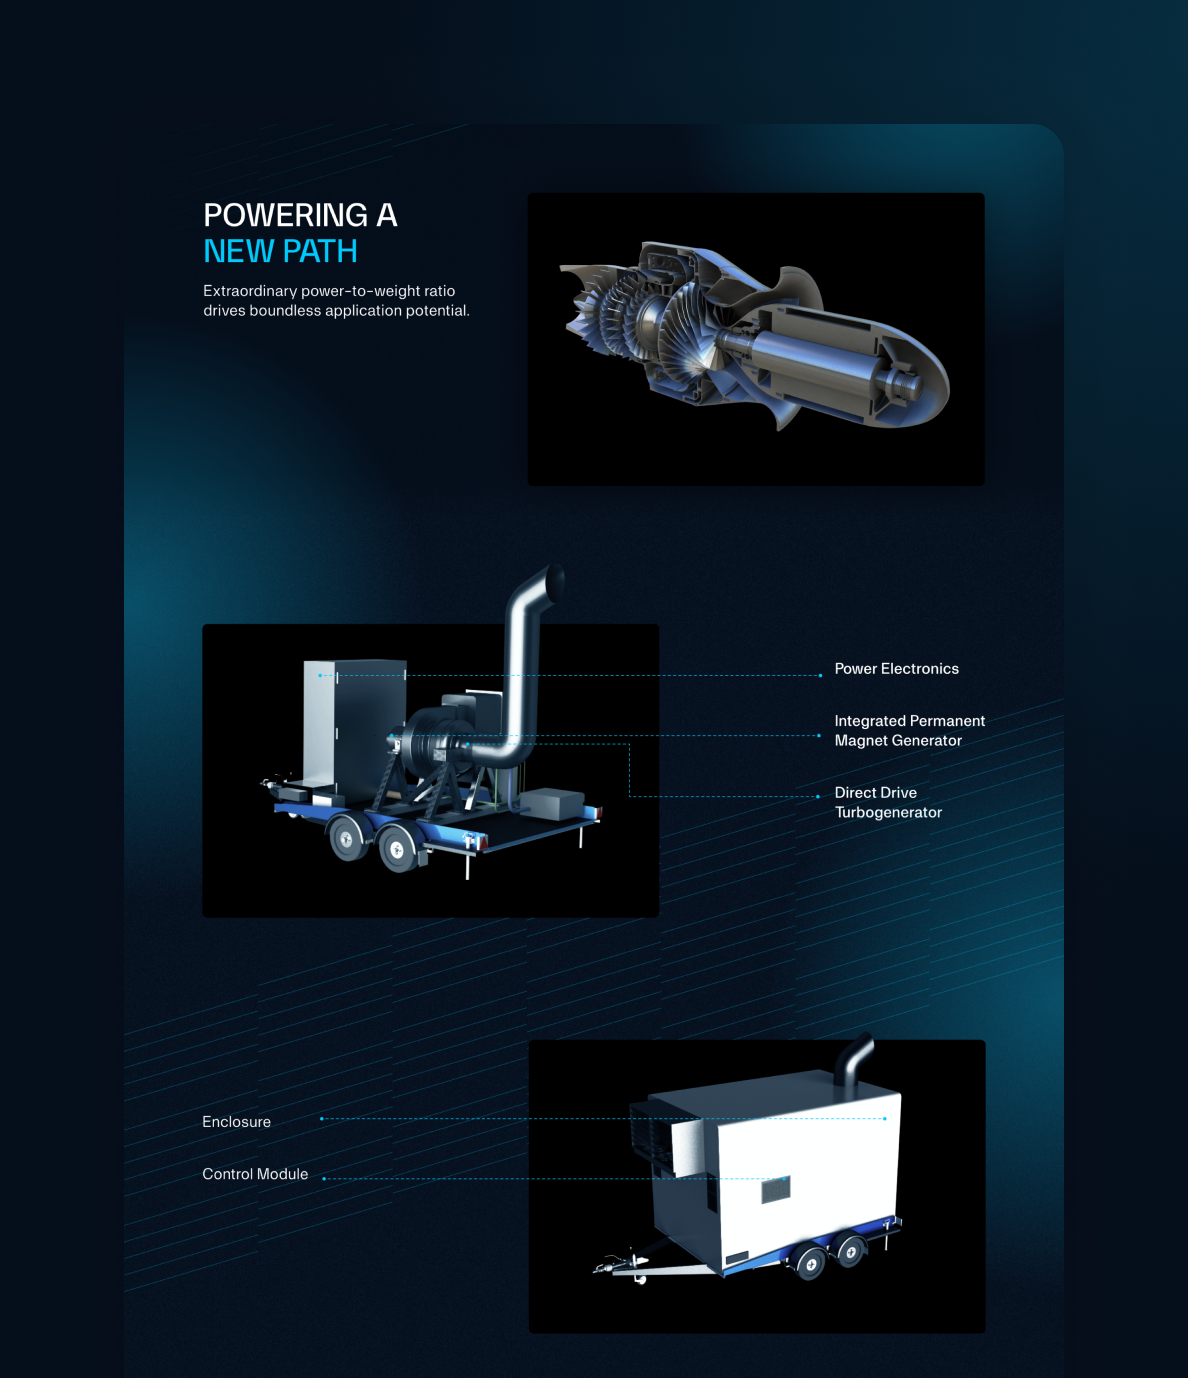 POWERING A
NEW PATH
Extraordinary power-to-weight ratio
drives boundless application potential.
Power Electronics
Integrated Permanent
Magnet Generator
Direct Drive
Turbogenerator
Enclosure
Control Module